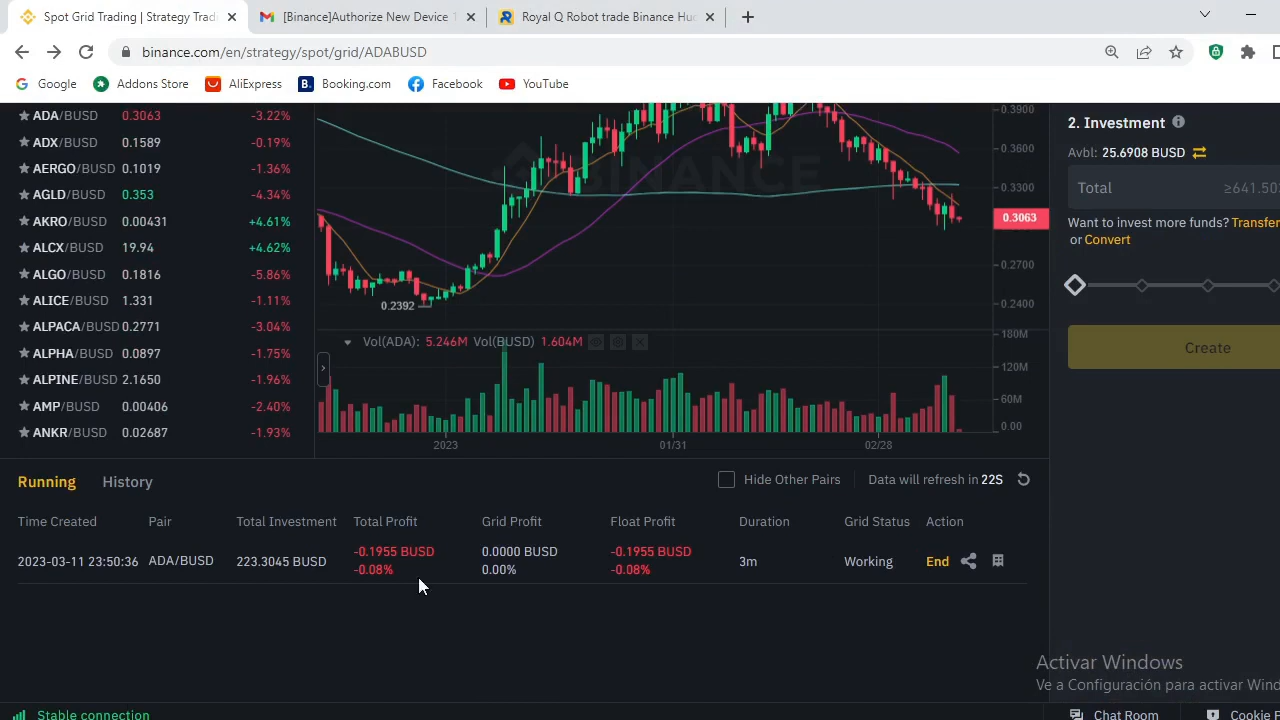 Spot Grid Trading | Strategy Trad
[Binance]Authorize New Device
Royal Q Robot trade Binance Huo
binance.com/en/strategy/spot/grid/ADABUSD
Google
Addons Store
AliExpress
B. Booking.com
Facebook
YouTube
ADA/BUSD 0.3063 -3.22%
ADX/BUSD 0.1589 -0.19%
AERGO/BUSD 0.1019 -1.36%
AGLD/BUSD 0.353 -4.34%
AKRO/BUSD 0.00431 +4.61%
ALCX/BUSD 19.94 +4.62%
ALGO/BUSD 0.1816 -5.86%
ALICE/BUSD 1.331 -1.11%
ALPACA/BUSD 0.2771 -3.04%
ALPHA/BUSD 0.0897 -1.75%
ALPINE/BUSD 2.1650 -1.96%
AMP/BUSD 0.00406 -2.40%
ANKR/BUSD 0.02687 -1.93%
BINANCE
0.2392
0.3900
0.3600
0.3300
0.3063
0.2700
0.2400
Vol(ADA): 5.246M Vol(BUSD) 1.604M
180M
120M
60M
0.00
2023 01/31 02/28
2. Investment
Avbl: 25.6908 BUSD
Total ≥641.503
Want to invest more funds? Transfer
or Convert
Create
Running History
Hide Other Pairs
Data will refresh in 22S
Time Created Pair Total Investment Total Profit Grid Profit Float Profit Duration Grid Status Action
2023-03-11 23:50:36 ADA/BUSD 223.3045 BUSD -0.1955 BUSD 0.0000 BUSD -0.1955 BUSD 3m Working End
-0.08% 0.00% -0.08%
Activar Windows
Ve a Configuración para activar Wind
Stable connection
Chat Room
Cookie